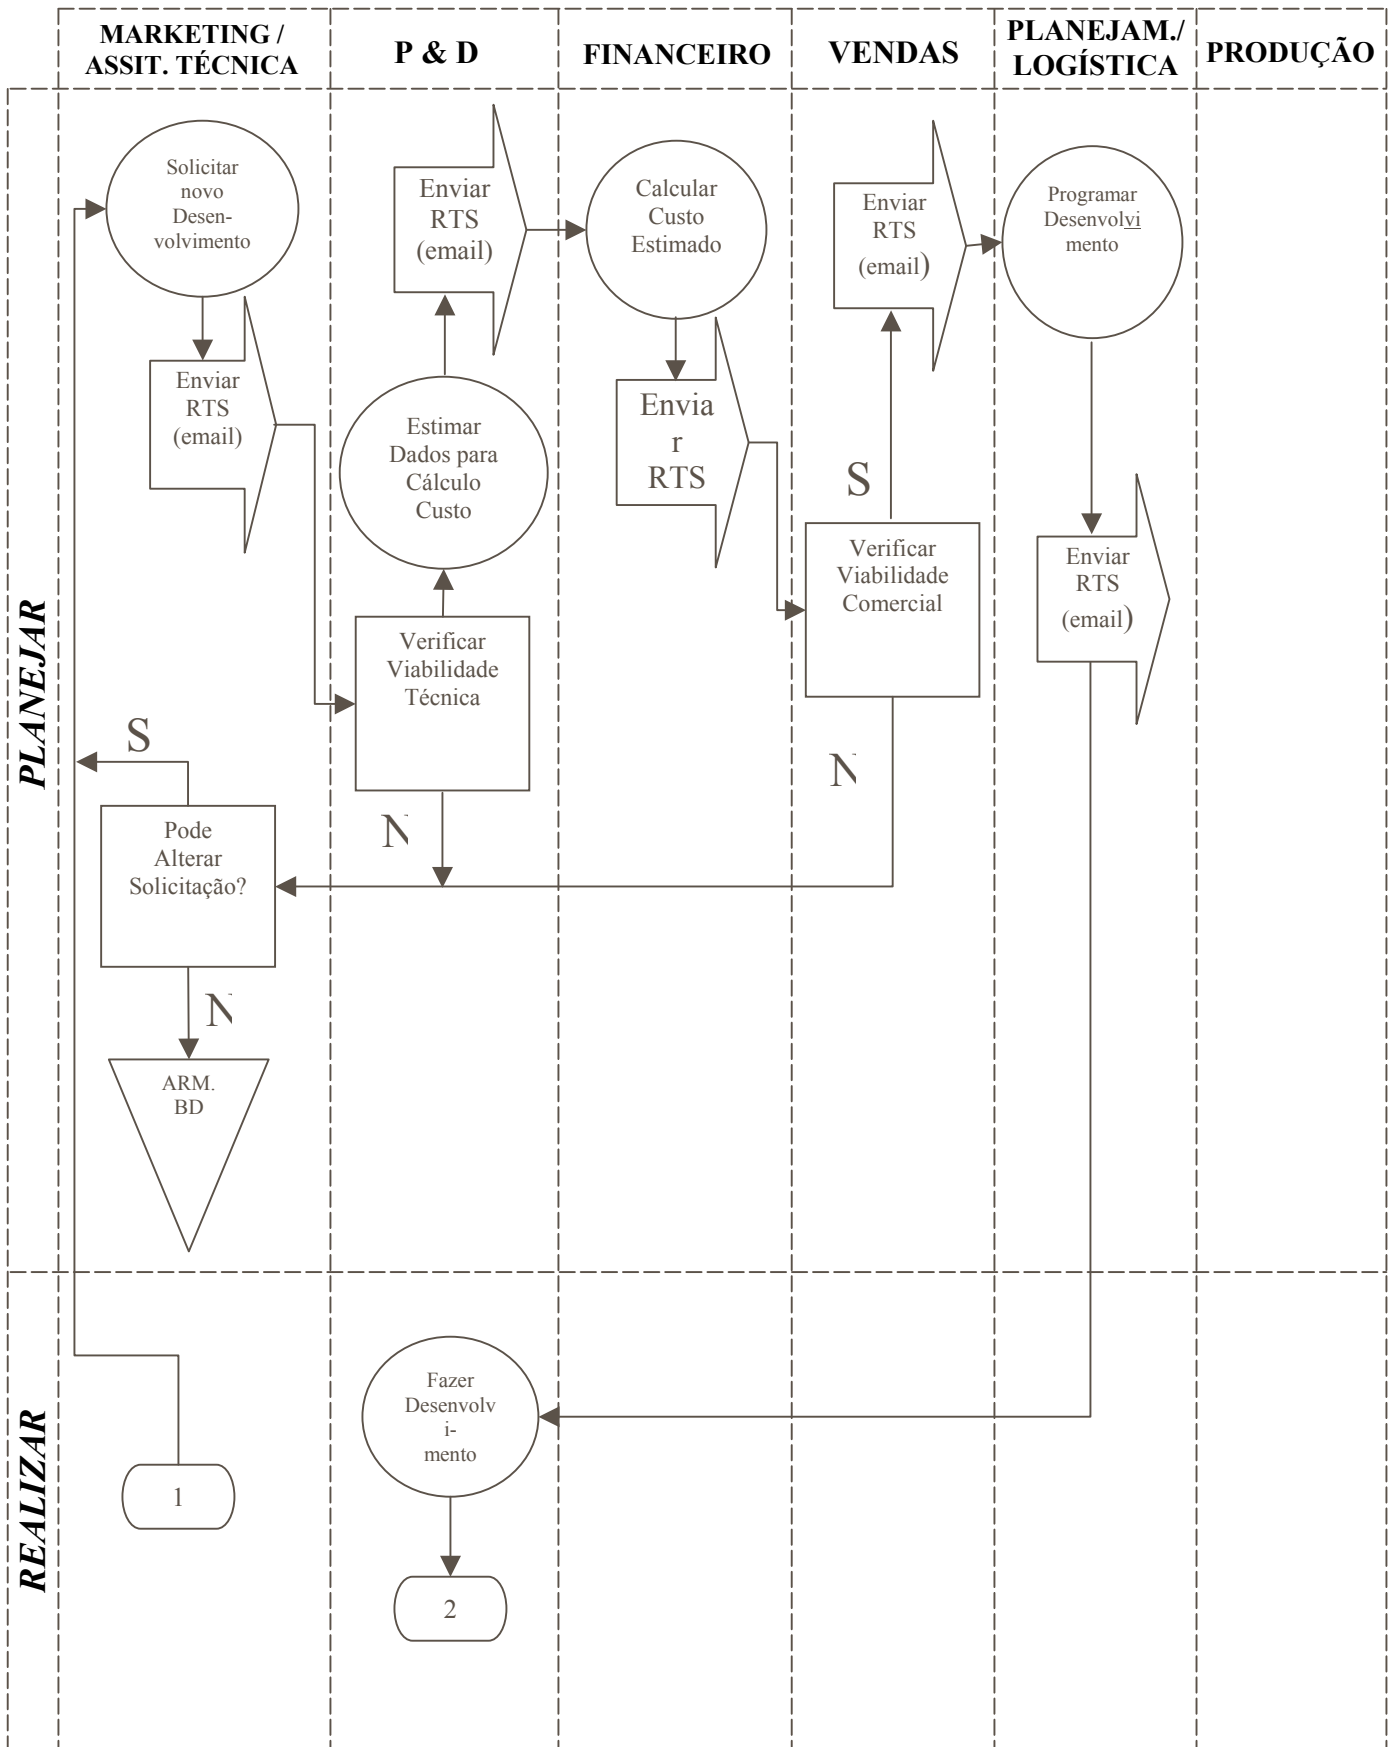 MARKETING /
ASSIT. TÉCNICA
P & D
FINANCEIRO
VENDAS
PLANEJAM./
LOGÍSTICA
PRODUÇÃO
PLANEJAR
Solicitar
novo
Desen-
volvimento
Enviar
RTS
(email)
S
Pode
Alterar
Solicitação?
N
ARM.
BD
Enviar
RTS
(email)
Estimar
Dados para
Cálculo
Custo
Verificar
Viabilidade
Técnica
N
Calcular
Custo
Estimado
Envia
r
RTS
Enviar
RTS
(email)
S
Verificar
Viabilidade
Comercial
N
Programar
Desenvolvi
mento
Enviar
RTS
(email)
REALIZAR
1
Fazer
Desenvolv
i-
mento
2